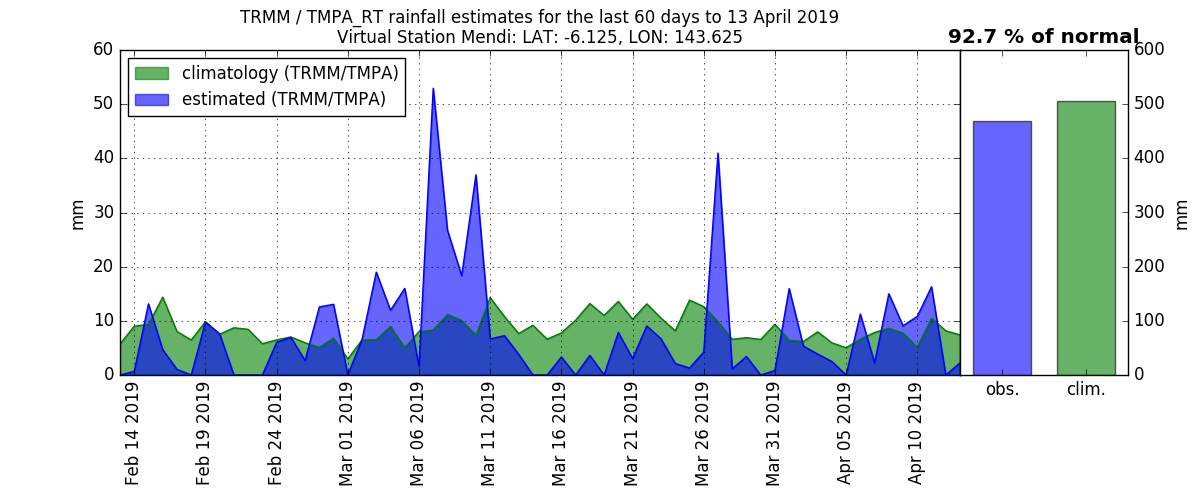 TRMM / TMPA_RT rainfall estimates for the last 60 days to 13 April 2019
Virtual Station Mendi: LAT: -6.125, LON: 143.625
92.7 % of normal
climatology (TRMM/TMPA)
estimated (TRMM/TMPA)
mm
60
50
40
30
20
10
0
Feb 14 2019
Feb 19 2019
Feb 24 2019
Mar 01 2019
Mar 06 2019
Mar 11 2019
Mar 16 2019
Mar 21 2019
Mar 26 2019
Mar 31 2019
Apr 05 2019
Apr 10 2019
obs.
clim.
600
500
400
300
200
100
0
mm